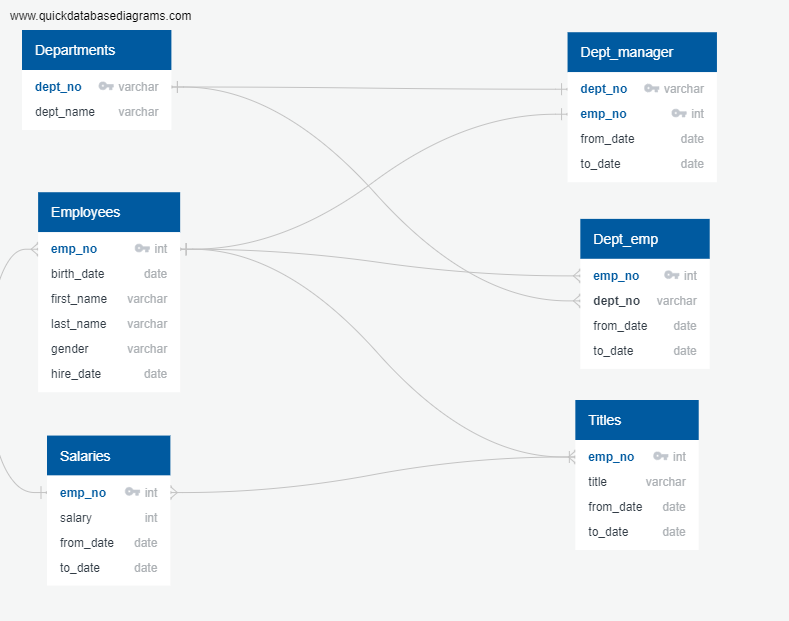 www.quickdatabasediagrams.com
Departments
dept_no varchar
dept_name varchar
Dept_manager
dept_no varchar
emp_no int
from_date date
to_date date
Employees
emp_no int
birth_date date
first_name varchar
last_name varchar
gender varchar
hire_date date
Dept_emp
emp_no int
dept_no varchar
from_date date
to_date date
Salaries
emp_no int
salary int
from_date date
to_date date
Titles
emp_no int
title varchar
from_date date
to_date date